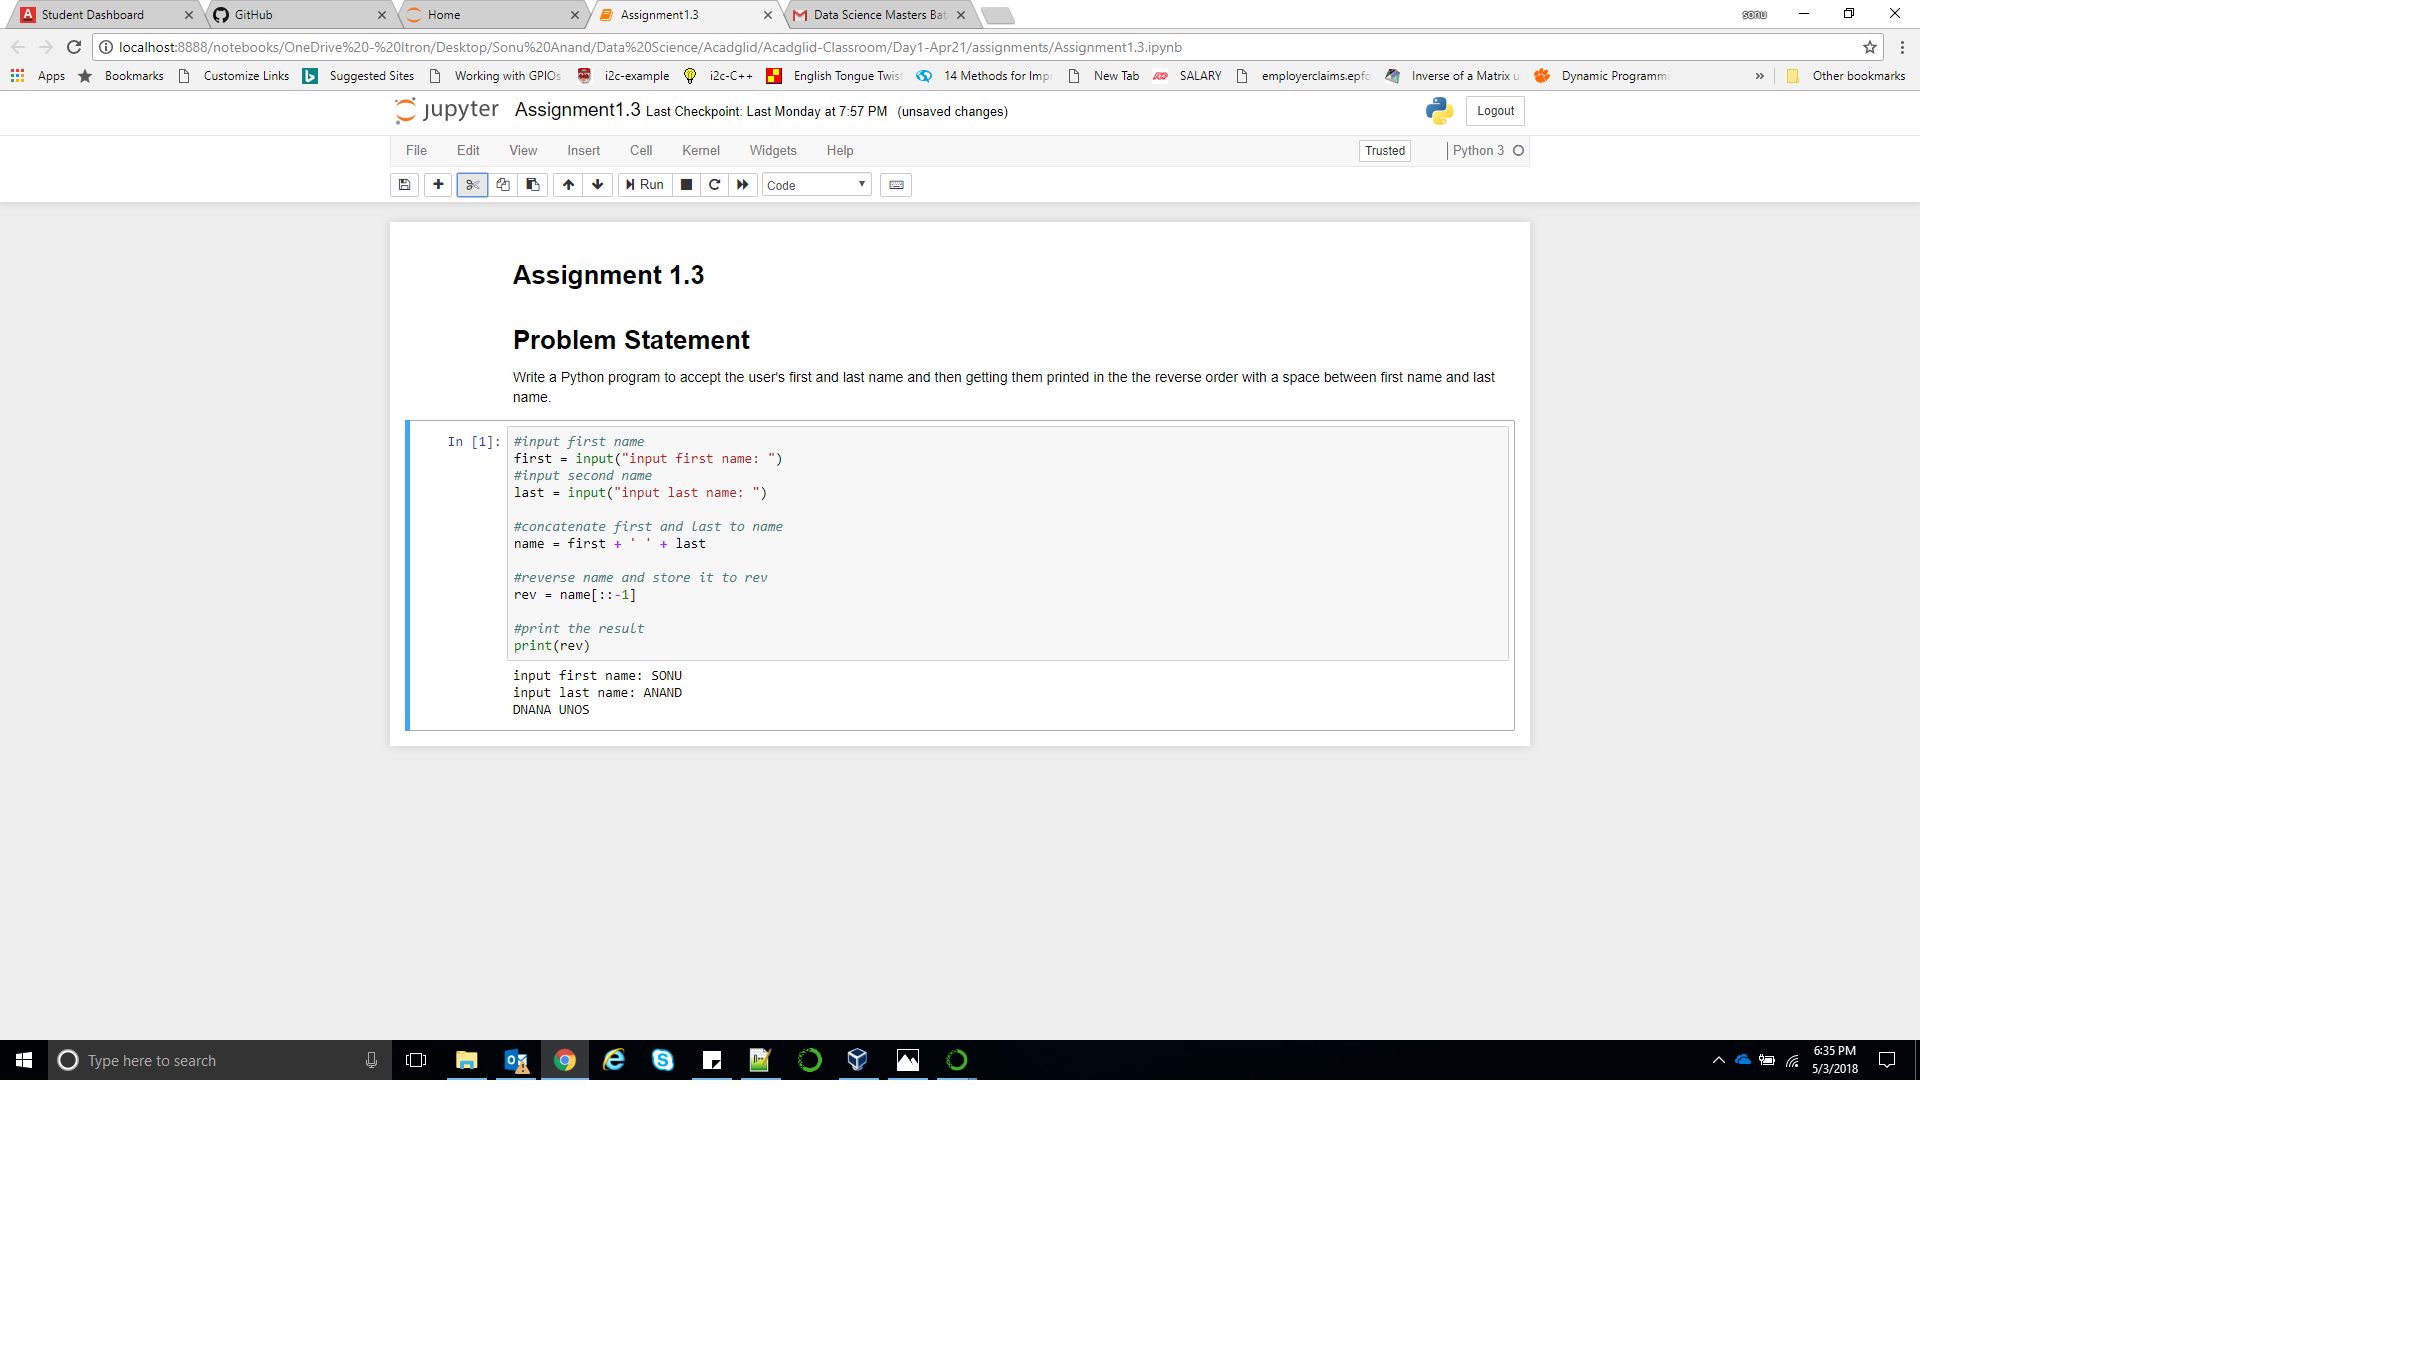 Student Dashboard
GitHub
Home
Assignment1.3
Data Science Masters Bat
sonu
localhost:8888/notebooks/OneDrive%20-%20Itron/Desktop/Sonu%20Anand/Data%20Science/Acadglid/Acadglid-Classroom/Day1-Apr21/assignments/Assignment1.3.ipynb
Apps Bookmarks Customize Links Suggested Sites Working with GPIOs i2c-example i2c-C++ English Tongue Twist 14 Methods for Imp New Tab SALARY employerclaims.epfc Inverse of a Matrix u Dynamic Programmi » Other bookmarks
jupyter Assignment1.3 Last Checkpoint: Last Monday at 7:57 PM (unsaved changes) Logout
File Edit View Insert Cell Kernel Widgets Help Trusted Python 3
Run Code
Assignment 1.3
Problem Statement
Write a Python program to accept the user's first and last name and then getting them printed in the the reverse order with a space between first name and last
name.
In [1]: #input first name
first = input("input first name: ")
#input second name
last = input("input last name: ")
#concatenate first and last to name
name = first + ' ' + last
#reverse name and store it to rev
rev = name[::-1]
#print the result
print(rev)
input first name: SONU
input last name: ANAND
DNANA UNOS
Type here to search
6:35 PM
5/3/2018